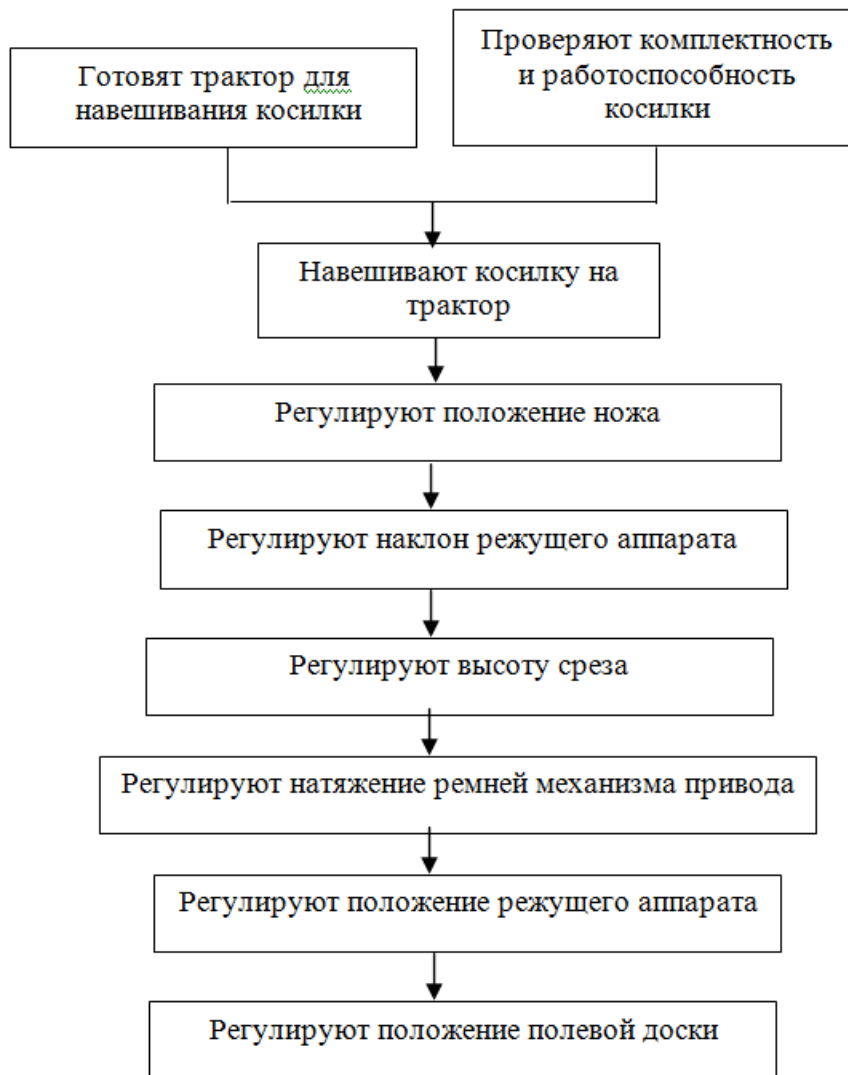 Готовят трактор для
навешивания косилки
Проверяют комплектность
и работоспособность
косилки
Навешивают косилку на
трактор
Регулируют положение ножа
Регулируют наклон режущего аппарата
Регулируют высоту среза
Регулируют натяжение ремней механизма привода
Регулируют положение режущего аппарата
Регулируют положение полевой доски